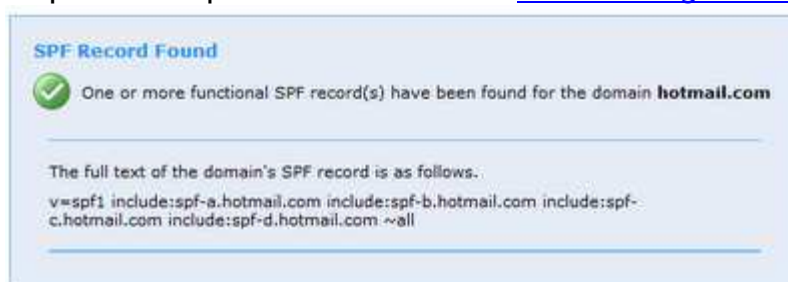 SPF Record Found
One or more functional SPF record(s) have been found for the domain hotmail.com
The full text of the domain's SPF record is as follows.
v=spf1 include:spf-a.hotmail.com include:spf-b.hotmail.com include:spf-
c.hotmail.com include:spf-d.hotmail.com ~all